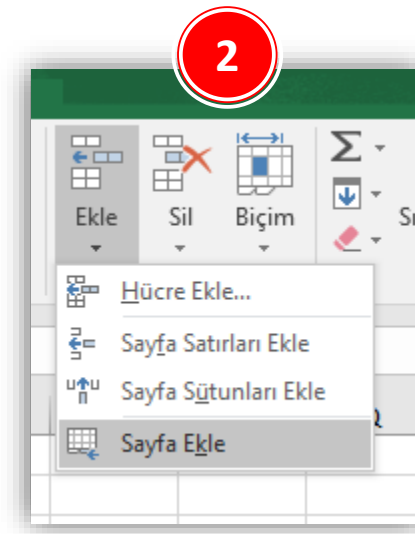 2
Ekle Sil Biçim
Hücre Ekle...
Sayfa Satırları Ekle
Sayfa Sütunları Ekle
Sayfa Ekle